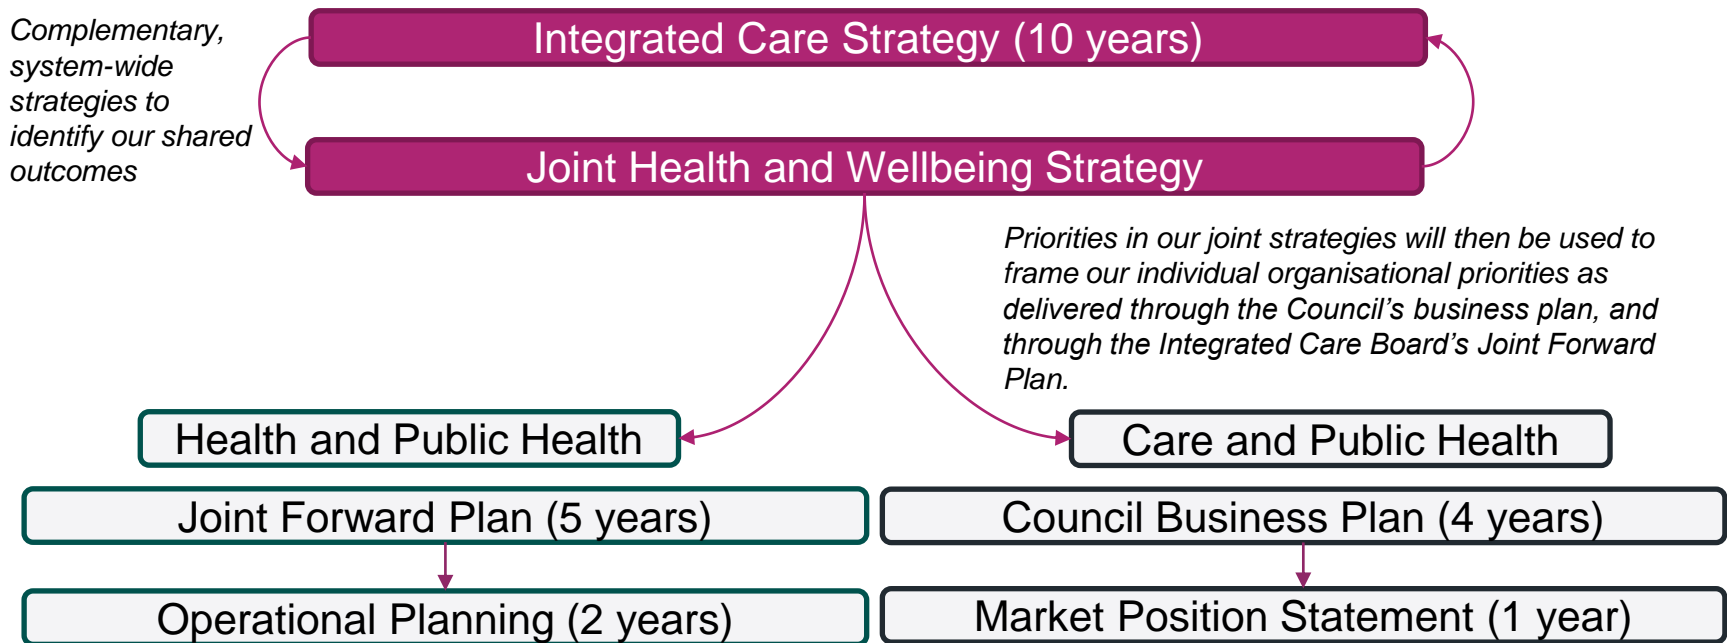 Complementary,
system-wide
strategies to
identify our shared
outcomes
Integrated Care Strategy (10 years)
Joint Health and Wellbeing Strategy
Priorities in our joint strategies will then be used to
frame our individual organisational priorities as
delivered through the Council’s business plan, and
through the Integrated Care Board’s Joint Forward
Plan.
Health and Public Health
Care and Public Health
Joint Forward Plan (5 years)
Council Business Plan (4 years)
Operational Planning (2 years)
Market Position Statement (1 year)